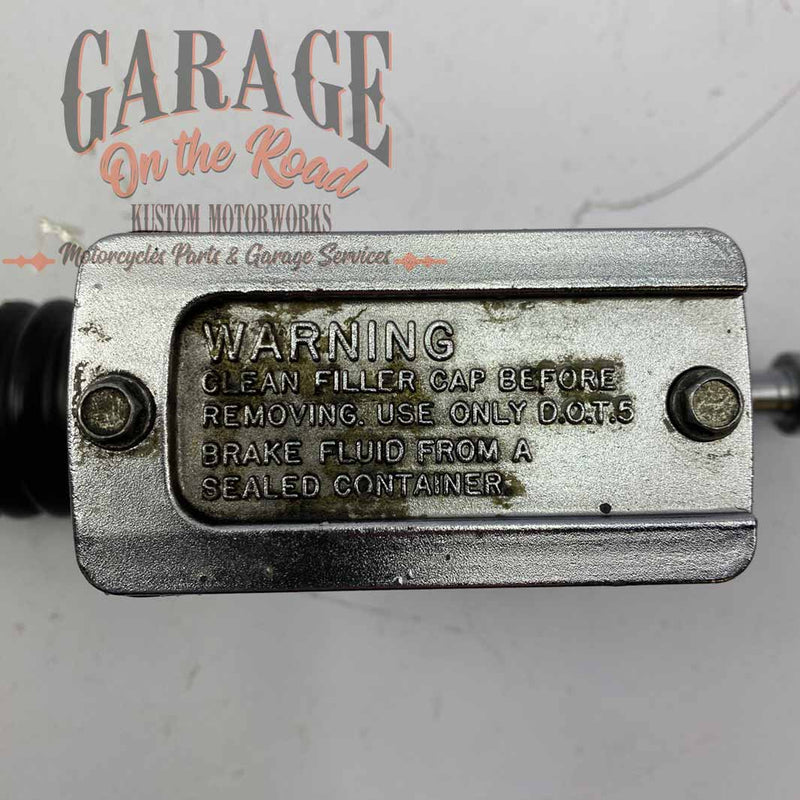 GARAGE
On the Road
KUSTOM MOTORWORKS
Motorcycles Parts & Garage Services
WARNING
CLEAN FILLER CAP BEFORE
REMOVING. USE ONLY D.O.T.5
BRAKE FLUID FROM A
SEALED CONTAINER.